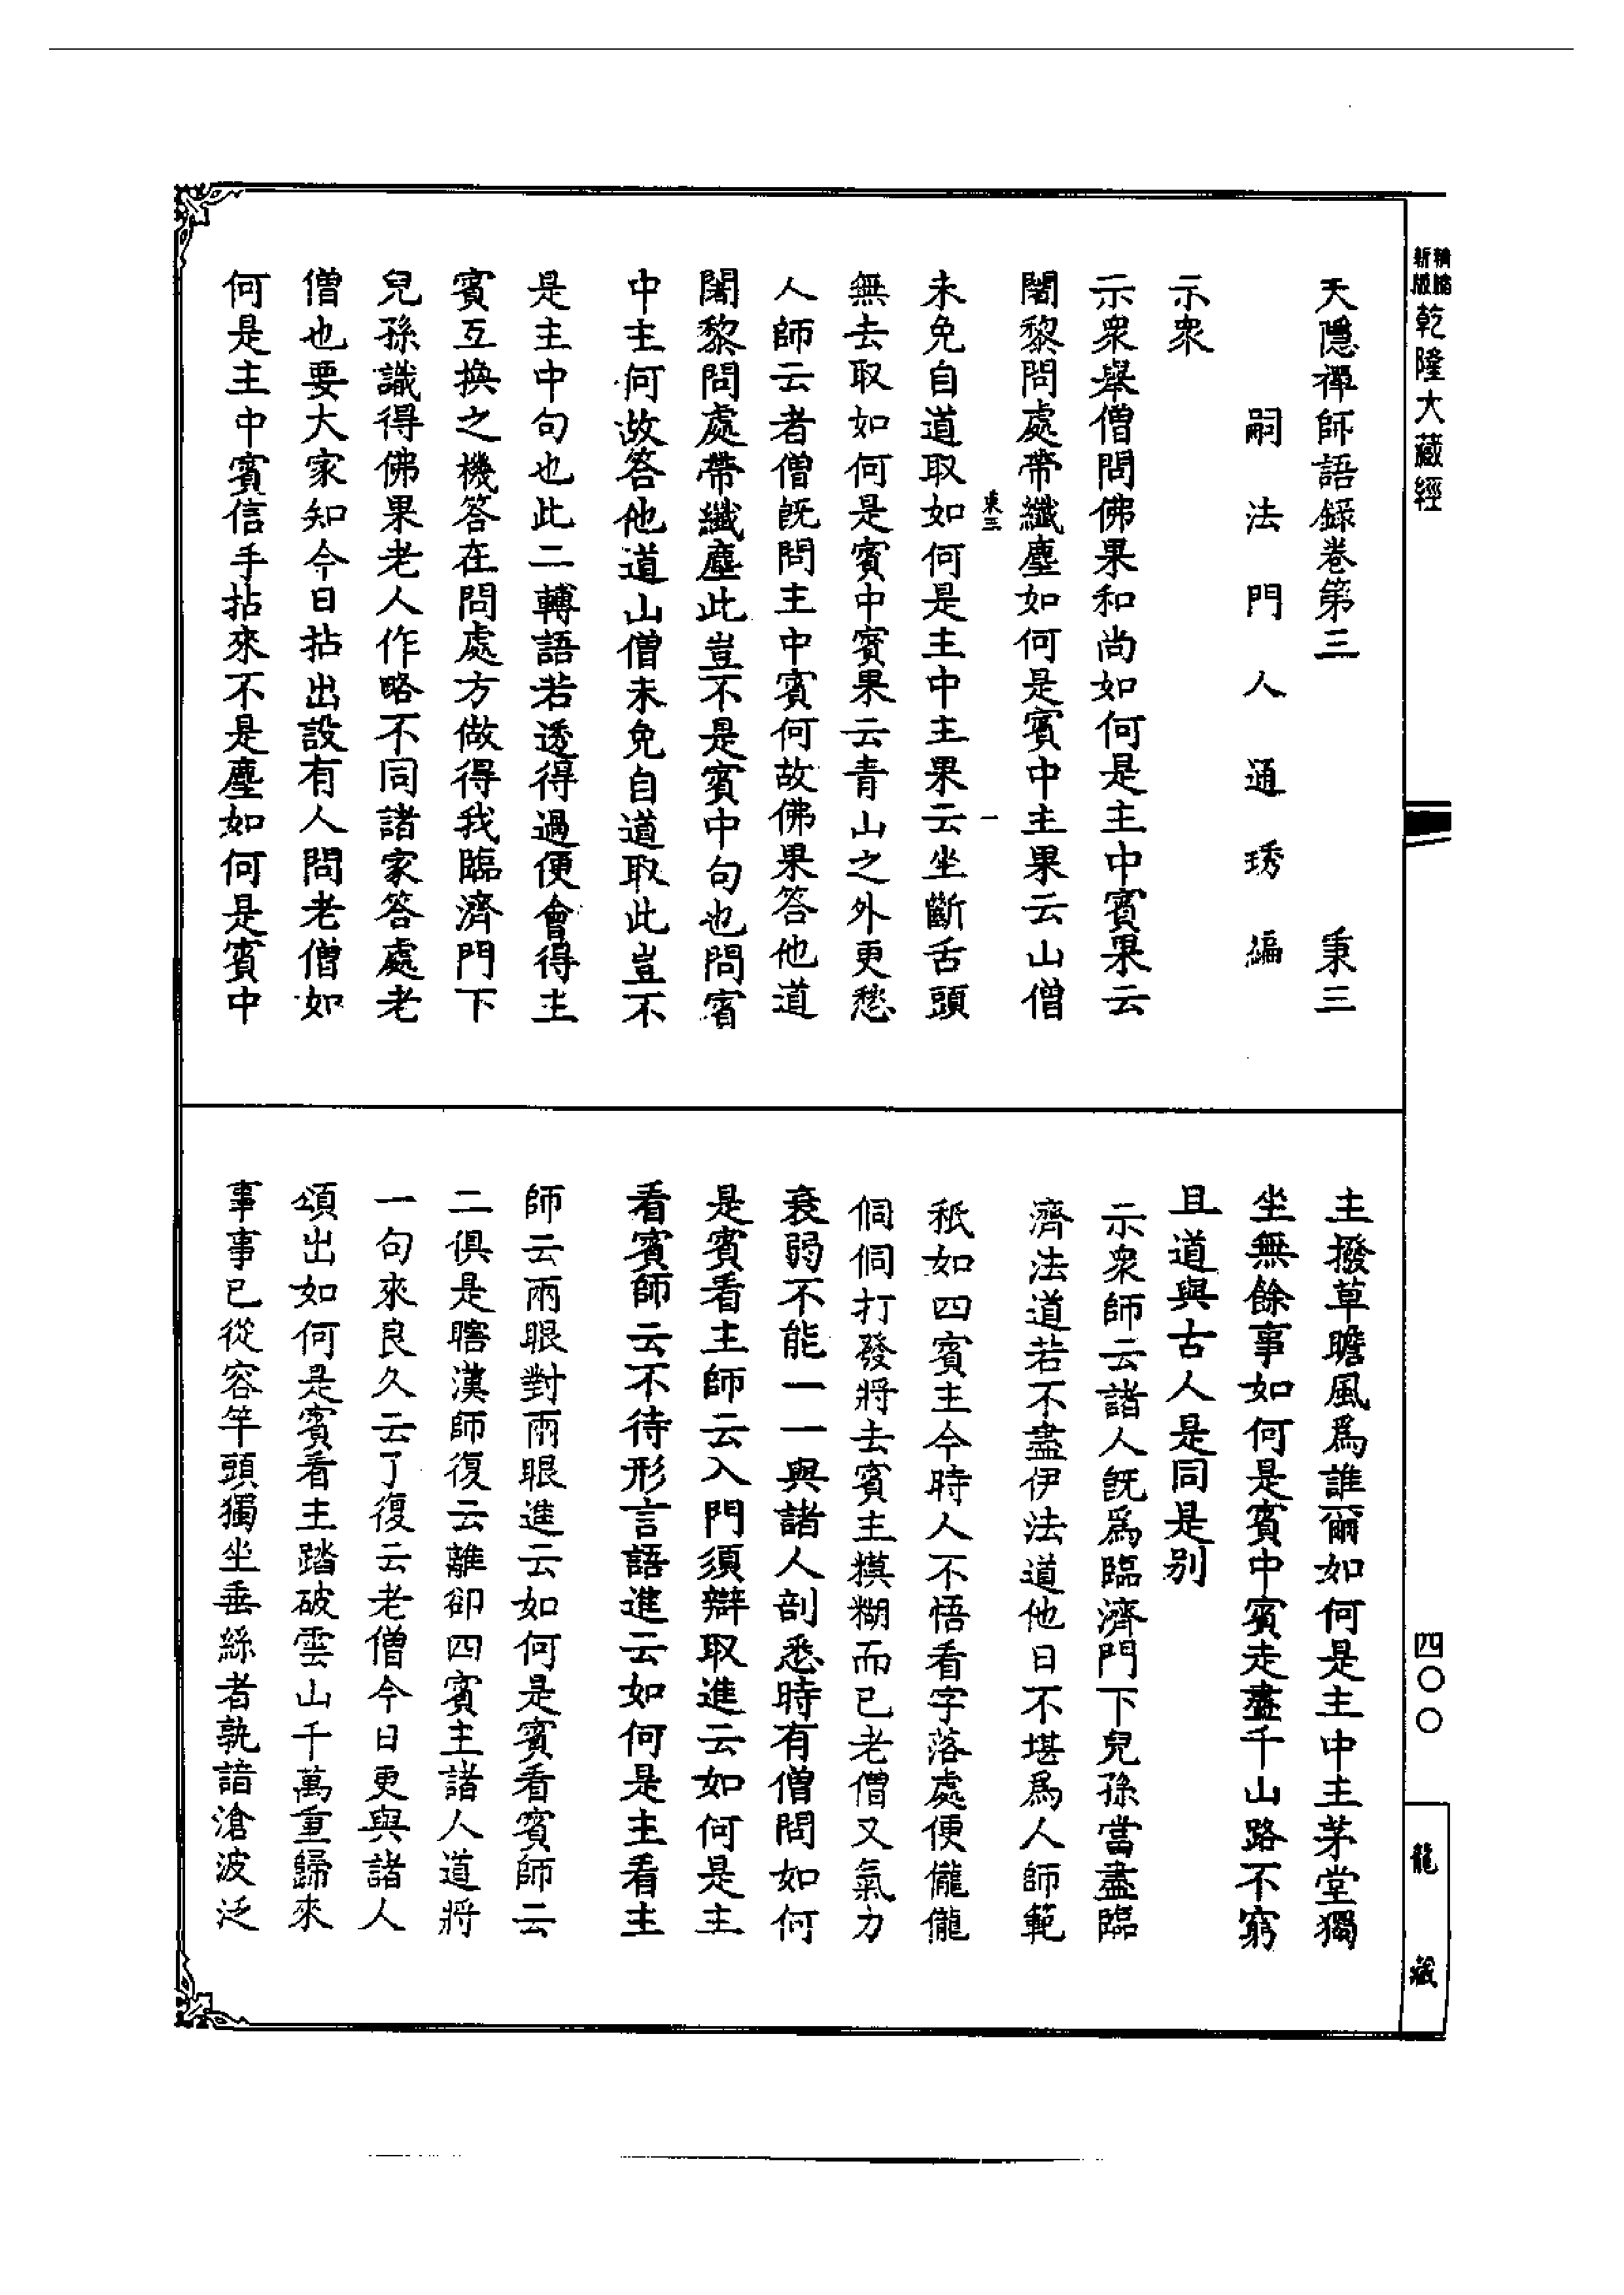 新版
精縮
乾隆大藏經
四〇〇
龍藏
天隱禪師語錄卷第三 秉三
嗣法門人通琇編
示衆
示衆舉僧問佛果和尚如何是主中賓果云
闍黎問處帶纖塵如何是賓中主果云山僧
未免自道取如何是主中主果云坐斷舌頭
無去取如何是賓中賓果云青山之外更愁
人師云者僧旣問主中賓何故佛果答他道
闍黎問處帶纖塵此豈不是賓中句也問賓
中主何故答他道山僧未免自道取此豈不
是主中句也此二轉語若透得過便會得主
賓互換之機答在問處方做得我臨濟門下
兒孫識得佛果老人作略不同諸家答處老
僧也要大家知今日拈出設有人問老僧如
何是主中賓信手拈來不是塵如何是賓中
主撥草瞻風爲誰爾如何是主中主茅堂獨
坐無餘事如何是賓中賓走盡千山路不窮
且道與古人是同是别
示衆師云諸人旣爲臨濟門下兒孫當盡臨
濟法道若不盡伊法道他日不堪爲人師範
秖如四賓主今時人不悟看字落處便儱儱
侗侗打發將去賓主模糊而已老僧又氣力
衰弱不能一一與諸人剖悉時有僧問如何
是賓看主師云入門須辯取進云如何是主
看賓師云不待形言語進云如何是主看主
師云兩眼對兩眼進云如何是賓看賓師云
二俱是瞎漢師復云離卻四賓主諸人道將
一句來良久云了復云老僧今日更與諸人
頌出如何是賓看主踏破雲山千萬重歸來
事事已從容竿頭獨坐垂絲者孰諳滄波泛